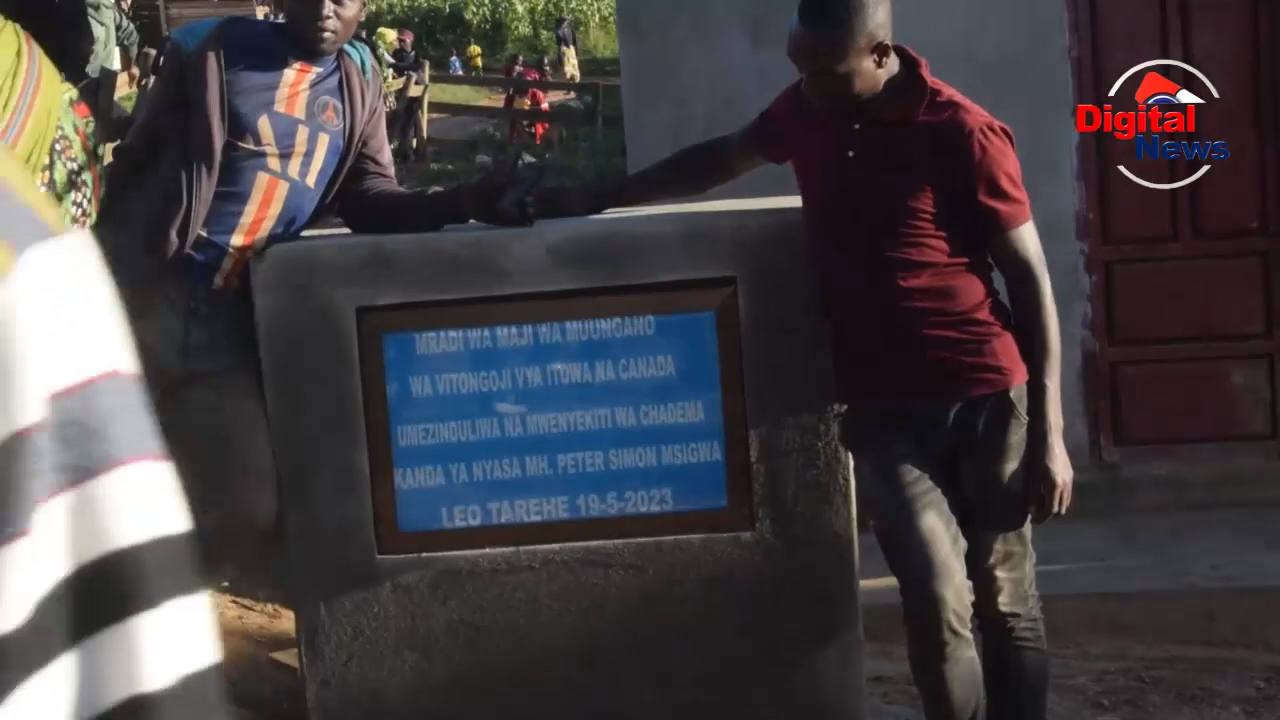 Digital
News
MRADI WA MAJI WA MUUNGANO
WA VITONGOJI VYA ITUWA NA CANADA
UMEZINDULIWA NA MWENYEKITI WA CHADEMA
KANDA YA NYASA MH. PETER SIMON MSIGWA
LEO TAREHE 19-5-2023